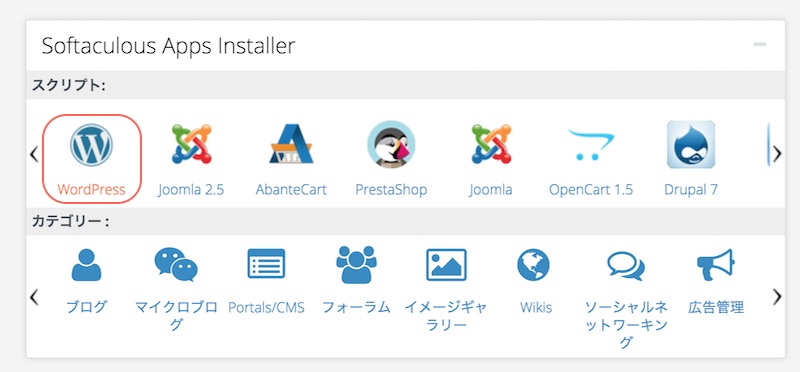 Softaculous Apps Installer
スクリプト:
WordPress
Joomla 2.5
AbanteCart
PrestaShop
Joomla
OpenCart 1.5
Drupal 7
カテゴリー :
ブログ
マイクロブロ
グ
Portals/CMS
フォーラム
イメージギャ
ラリー
Wikis
ソーシャルネ
ットワーキン
グ
広告管理